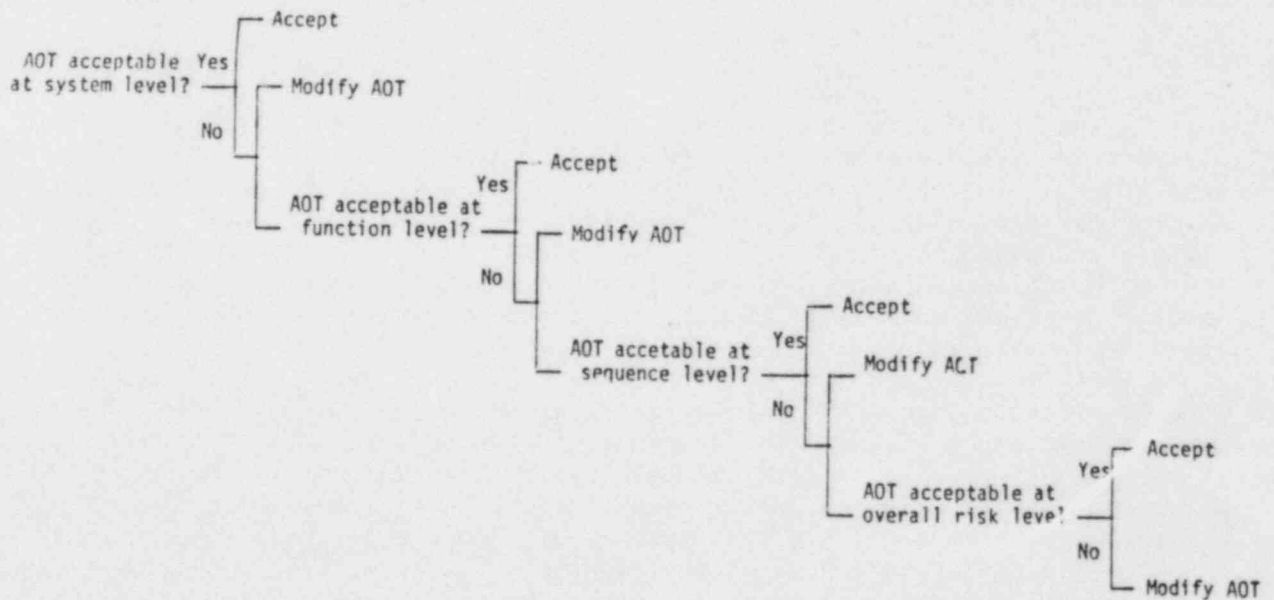 Accept
AOT acceptable Yes
at system level?
Modify AOT
No
Accept
Yes
AOT acceptable at
function level?
Modify AOT
No
Accept
AOT accetable at Yes
sequence level?
Modify ACT
No
Accept
Yes
AOT acceptable at
overall risk level
No
Modify AOT